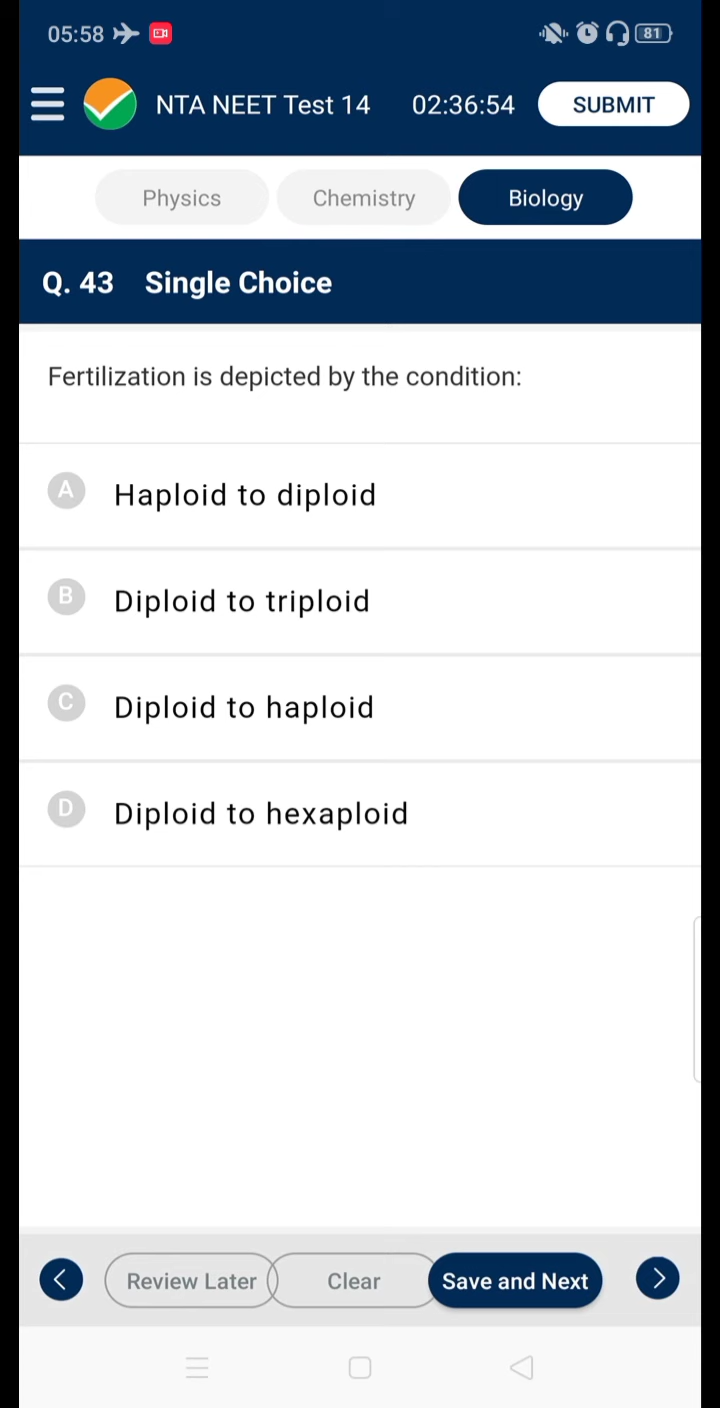 05:58 81
NTA NEET Test 14 02:36:54 SUBMIT
Physics Chemistry Biology
Q. 43 Single Choice
Fertilization is depicted by the condition:
A Haploid to diploid
B Diploid to triploid
C Diploid to haploid
D Diploid to hexaploid
Review Later Clear Save and Next